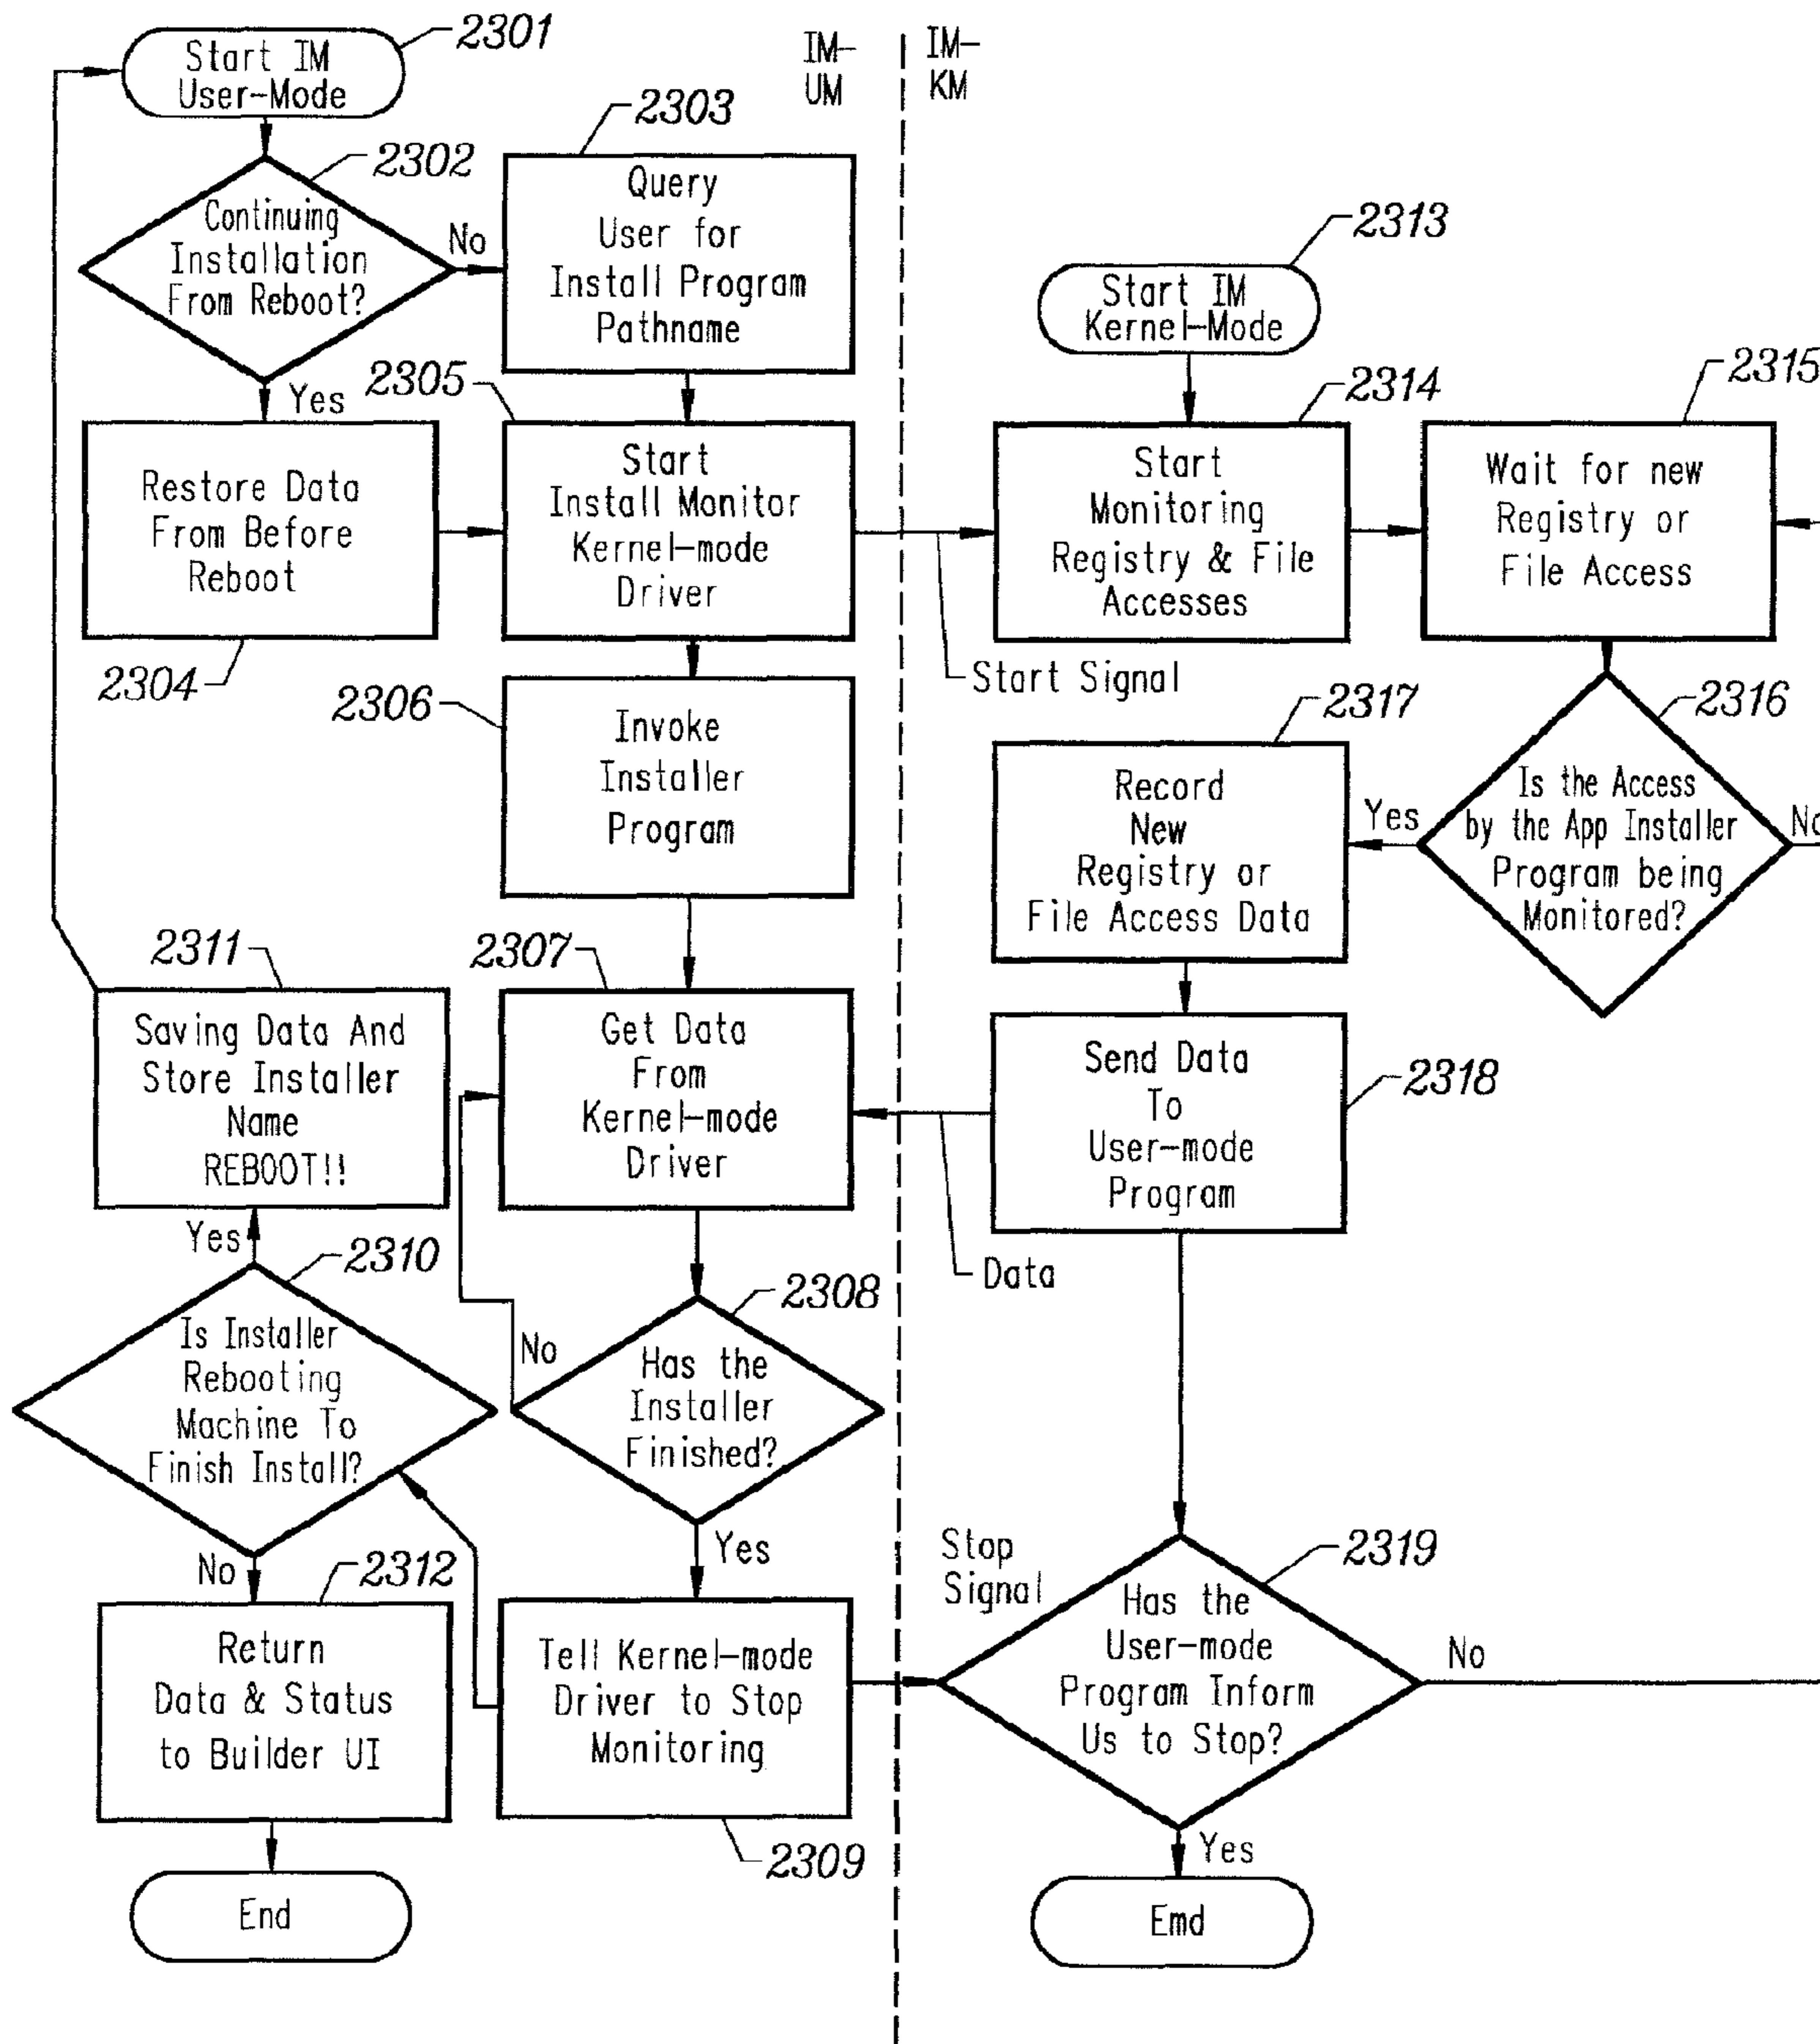 2301
Start IM
User-Mode
IM-
UM
IM-
KM
2302
Continuing
Installation
From Reboot?
No
Yes
2303
Query
User for
Install Program
Pathname
2313
Start IM
Kernel-Mode
2304
Restore Data
From Before
Reboot
2305
Start
Install Monitor
Kernel-mode
Driver
Start Signal
2314
Start
Monitoring
Registry & File
Accesses
2315
Wait for new
Registry or
File Access
2306
Invoke
Installer
Program
2317
Record
New
Registry or
File Access Data
Yes
2316
Is the Access
by the App Installer
Program being
Monitored?
No
2311
Saving Data And
Store Installer
Name
REBOOT!!
Yes
2307
Get Data
From
Kernel-mode
Driver
Data
2318
Send Data
To
User-mode
Program
2310
Is Installer
Rebooting
Machine To
Finish Install?
No
2308
Has the
Installer
Finished?
No
Yes
2312
Return
Data & Status
to Builder UI
2309
Tell Kernel-mode
Driver to Stop
Monitoring
Stop
Signal
2319
Has the
User-mode
Program Inform
Us to Stop?
No
Yes
End
Emd